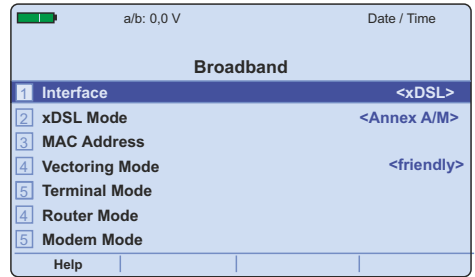 a/b: 0,0 V Date / Time
Broadband
1 Interface <xDSL>
2 xDSL Mode <Annex A/M>
3 MAC Address
4 Vectoring Mode <friendly>
5 Terminal Mode
4 Router Mode
5 Modem Mode
Help